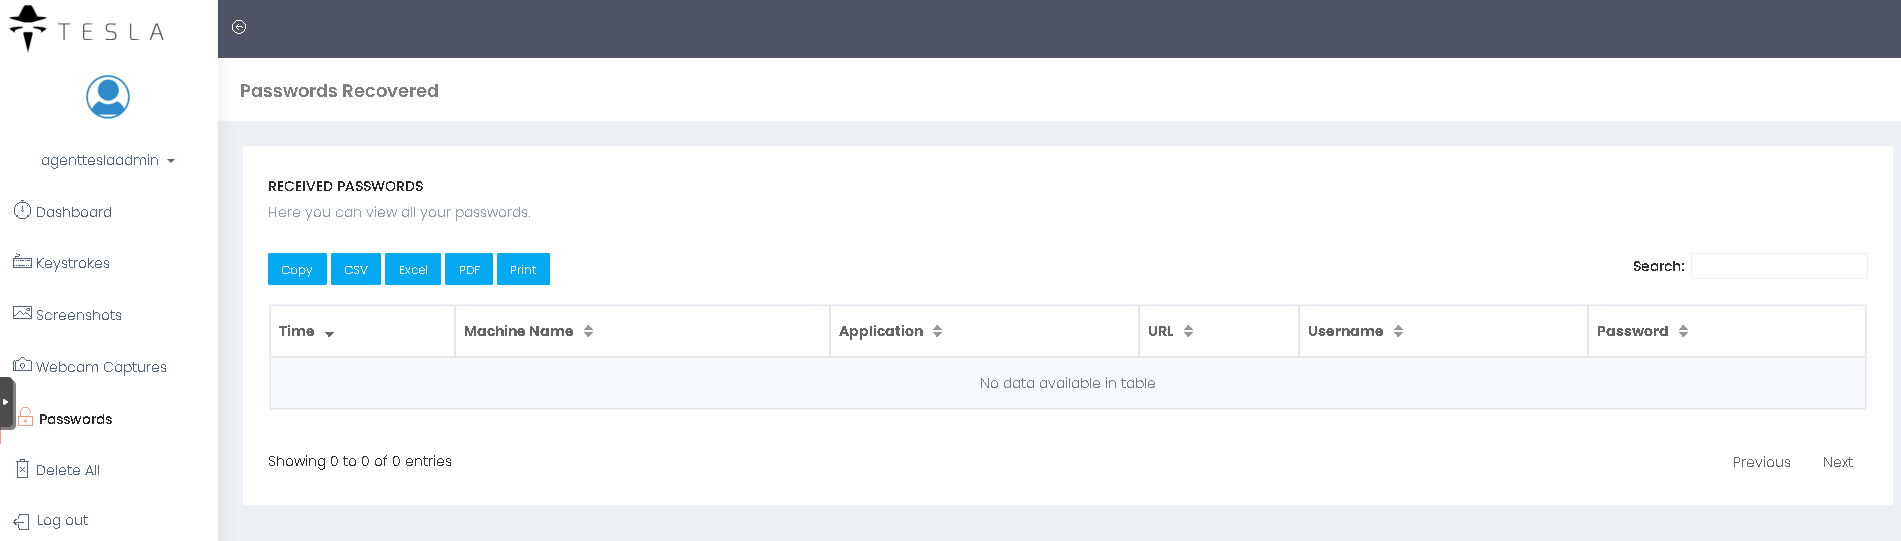 TESLA
agentteslaadmin
Dashboard
Keystrokes
Screenshots
Webcam Captures
Passwords
Delete All
Log out
Passwords Recovered
RECEIVED PASSWORDS
Here you can view all your passwords.
Copy CSV Excel PDF Print Search:
Time Machine Name Application URL Username Password
No data available in table
Showing 0 to 0 of 0 entries Previous Next